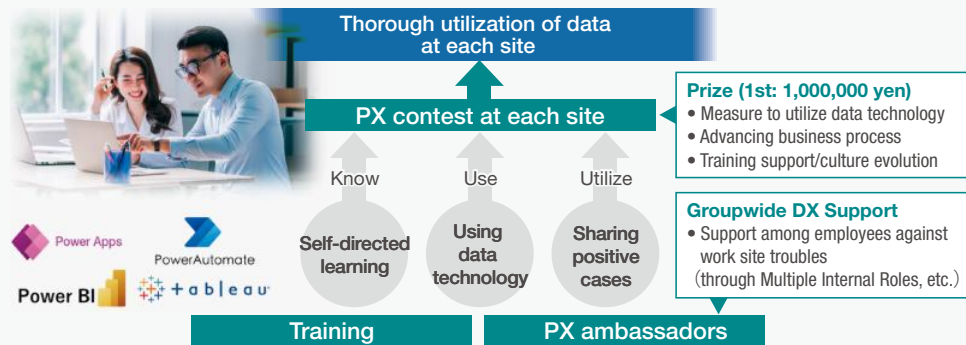 Thorough utilization of data
at each site
PX contest at each site
Prize (1st: 1,000,000 yen)
• Measure to utilize data technology
• Advancing business process
• Training support/culture evolution
Know
Use
Utilize
Self-directed
learning
Using
data
technology
Sharing
positive
cases
Groupwide DX Support
• Support among employees against
work site troubles
(through Multiple Internal Roles, etc.)
Power Apps
PowerAutomate
Power BI
+ableau
Training
PX ambassadors